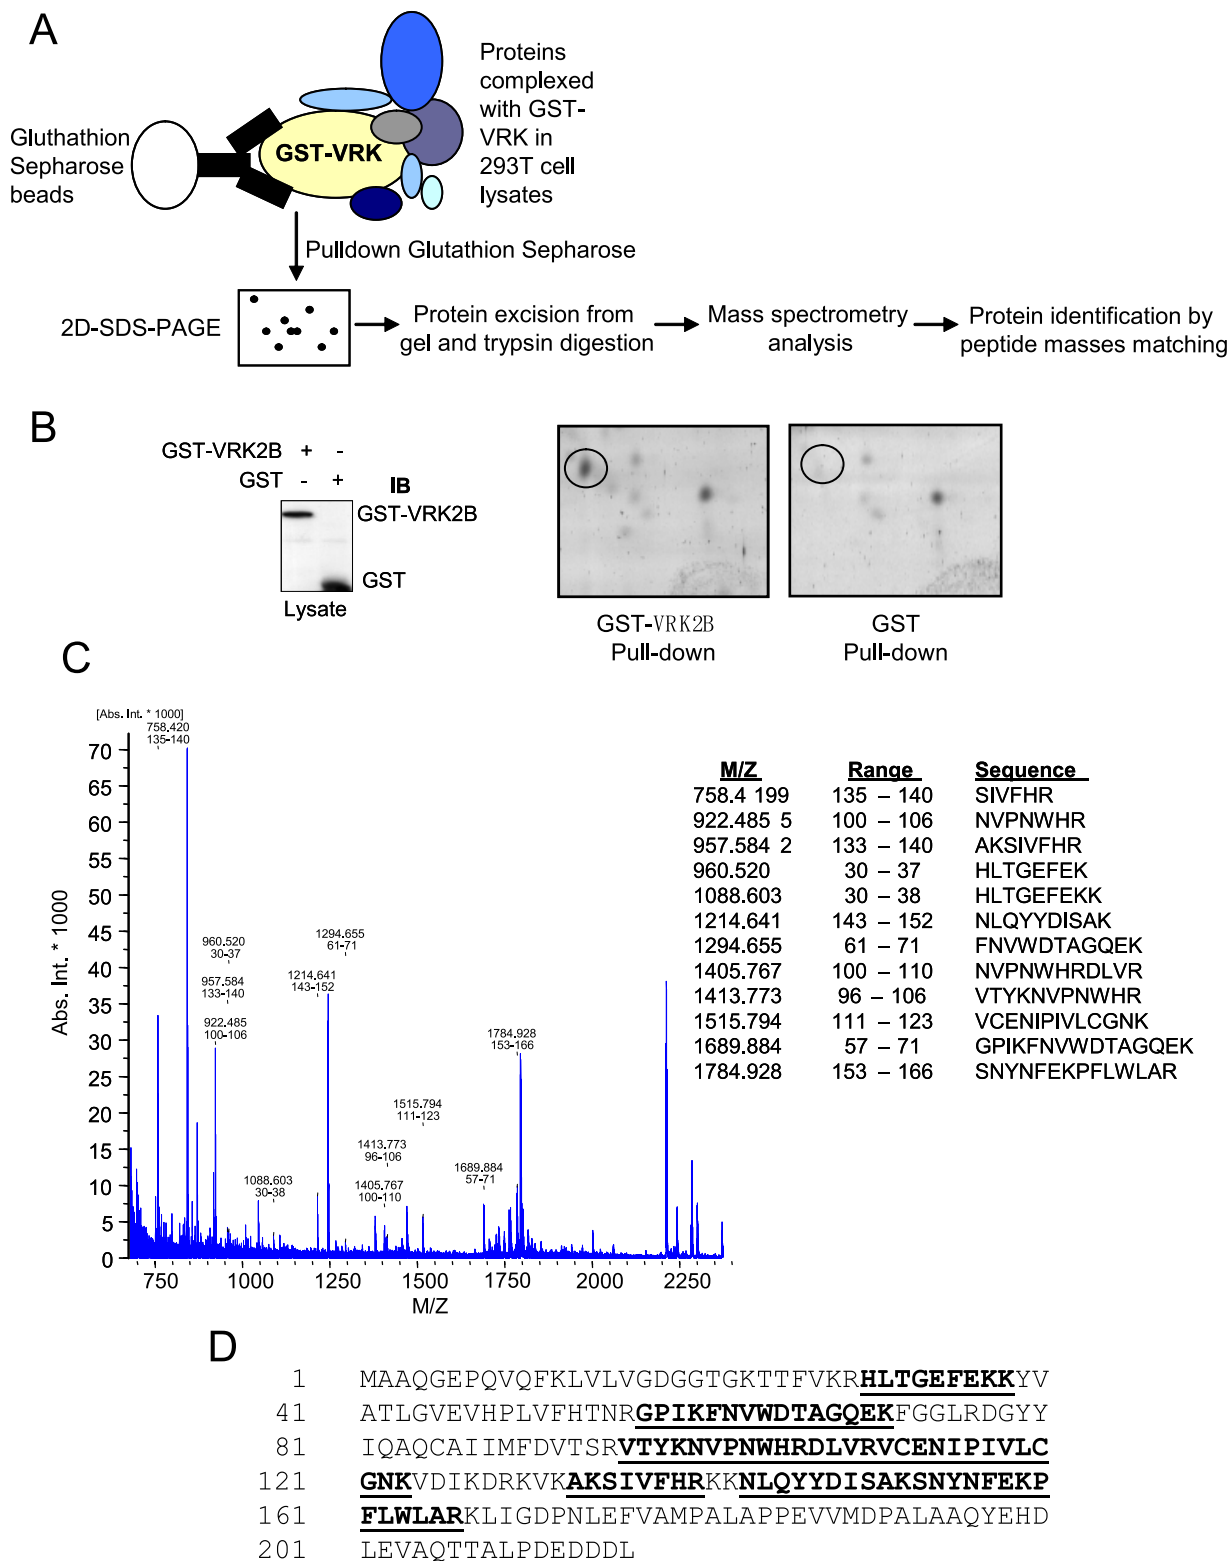 A
Gluthathion
Sepharose
beads
GST-VRK
Proteins
complexed
with GST-
VRK in
293T cell
lysates
Pulldown Glutathion Sepharose
2D-SDS-PAGE
Protein excision from
gel and trypsin digestion
Mass spectrometry
analysis
Protein identification by
peptide masses matching
B
GST-VRK2B + -
GST - + IB
GST-VRK2B
GST
Lysate
GST-VRK2B
Pull-down
GST
Pull-down
C
[Abs. Int. * 1000]
758.420
135-140
960.520
30-37
957.584
133-140
922.485
100-106
1088.603
30-38
1294.655
61-71
1214.641
143-152
1413.773
96-106
1405.767
100-110
1515.794
111-123
1689.884
57-71
1784.928
153-166
Abs. Int. * 1000
70
65
60
55
50
45
40
35
30
25
20
15
10
5
0
750 1000 1250 1500 1750 2000 2250
M/Z
M/Z Range Sequence
758.4 199 135 – 140 SIVFHR
922.485 5 100 – 106 NVPNWHR
957.584 2 133 – 140 AKSIVFHR
960.520 30 – 37 HLTGEFEK
1088.603 30 – 38 HLTGEFEKK
1214.641 143 – 152 NLQYYDISAK
1294.655 61 – 71 FNVWDTAGQEK
1405.767 100 – 110 NVPNWHRDLVR
1413.773 96 – 106 VTYKNVPNWHR
1515.794 111 – 123 VCENIPIVLCGNK
1689.884 57 – 71 GPIKFNVWDTAGQEK
1784.928 153 – 166 SNYNFEKPFLWLAR
D
1 MAAQGEPQVQFKLVLVGDGGTGKTTFVKRHLTGEFEKKYV
41 ATLGVEVHPLVFHTNRGPIKFNVWDTAGQEKFGGLRDGYY
81 IQAQCAIIMFDVTSRVTYKNVPNWHRDLVRVCENIPIVLC
121 GNKVDIKDRKVKAKSIVFHRKKNLQYYDISAKSNYNFEKP
161 FLWLARKLIGDPNLEFVAMPALAPPEVVMDPALAAQYEHD
201 LEVAQTTALPDEDDDL